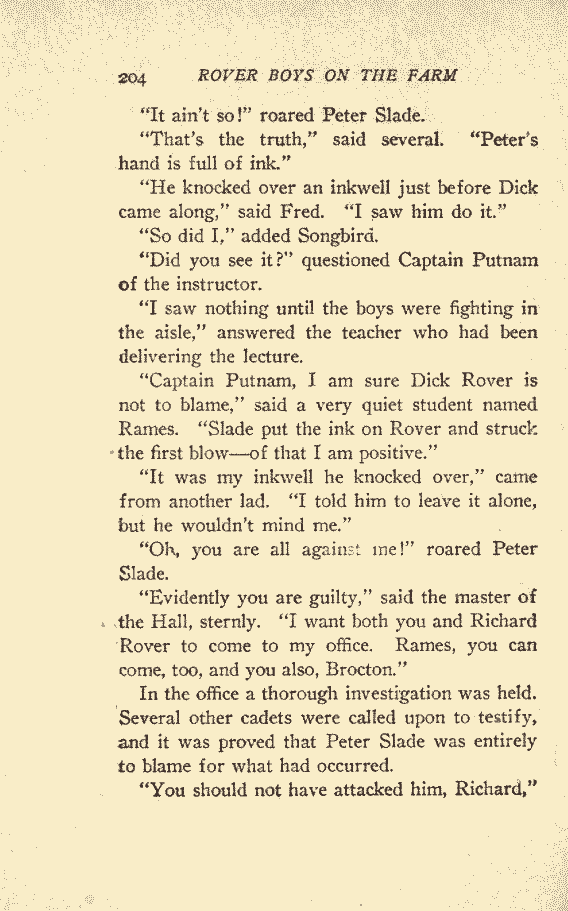 204 ROVER BOYS ON THE FARM
"It ain't so!" roared Peter Slade.
"That's the truth," said several. "Peter's
hand is full of ink."
"He knocked over an inkwell just before Dick
came along," said Fred. "I saw him do it."
"So did I," added Songbird.
"Did you see it?" questioned Captain Putnam
of the instructor.
"I saw nothing until the boys were fighting in
the aisle," answered the teacher who had been
delivering the lecture.
"Captain Putnam, I am sure Dick Rover is
not to blame," said a very quiet student named
Rames. "Slade put the ink on Rover and struck
the first blow—of that I am positive."
"It was my inkwell he knocked over," came
from another lad. "I told him to leave it alone,
but he wouldn't mind me."
"Oh, you are all against me!" roared Peter
Slade.
"Evidently you are guilty," said the master of
the Hall, sternly. "I want both you and Richard
Rover to come to my office. Rames, you can
come, too, and you also, Brocton."
In the office a thorough investigation was held.
Several other cadets were called upon to testify,
and it was proved that Peter Slade was entirely
to blame for what had occurred.
"You should not have attacked him, Richard,"